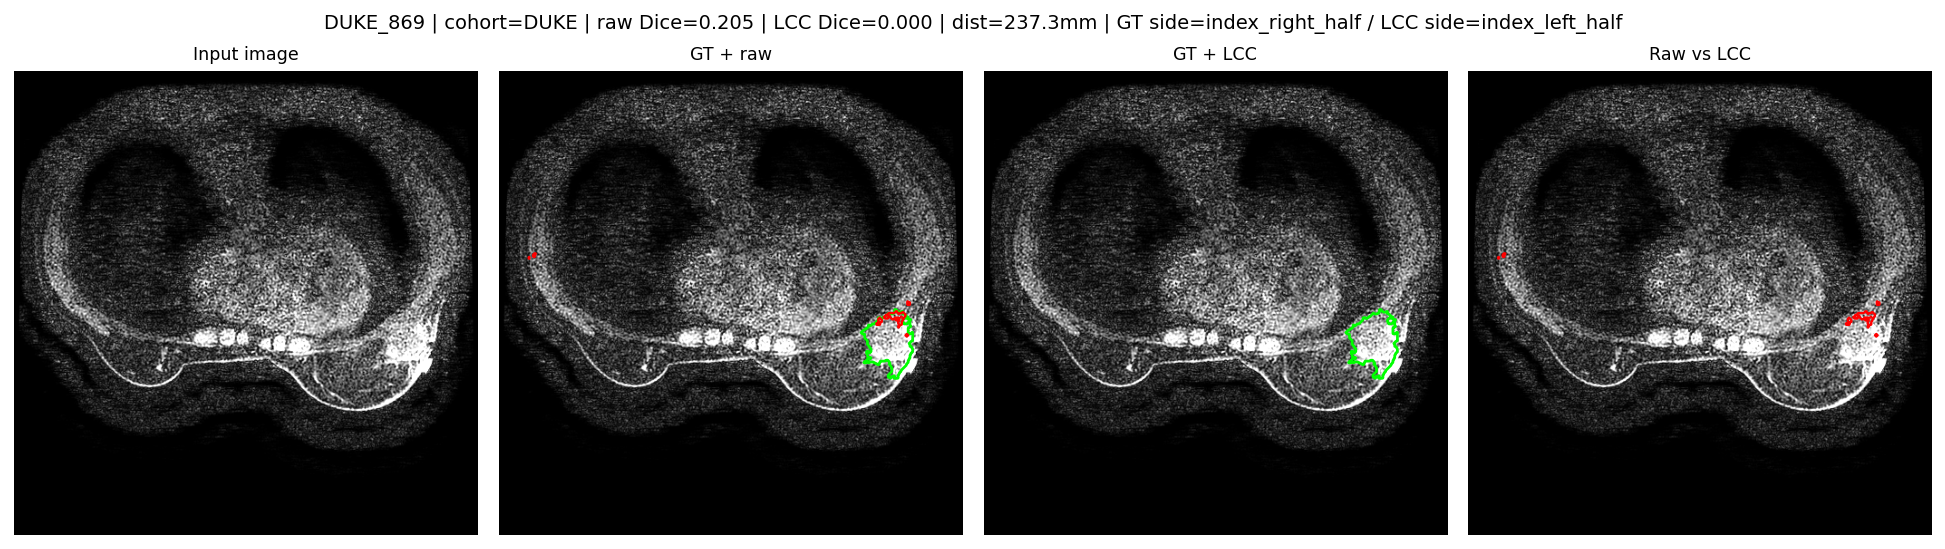 DUKE_869 | cohort=DUKE | raw Dice=0.205 | LCC Dice=0.000 | dist=237.3mm | GT side=index_right_half / LCC side=index_left_half
Input image
GT + raw
GT + LCC
Raw vs LCC